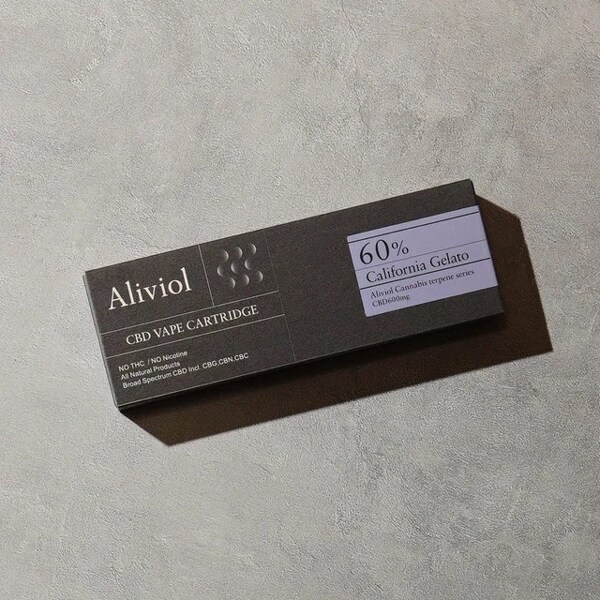 Aliviol
CBD VAPE CARTRIDGE
NO THC / NO Nicotine
All Natural Products
Broad Spectrum CBD Incl. CBG.CBN.CBC
60%
California Gelato
Aliviol Cannabis terpene series
CBD600mg